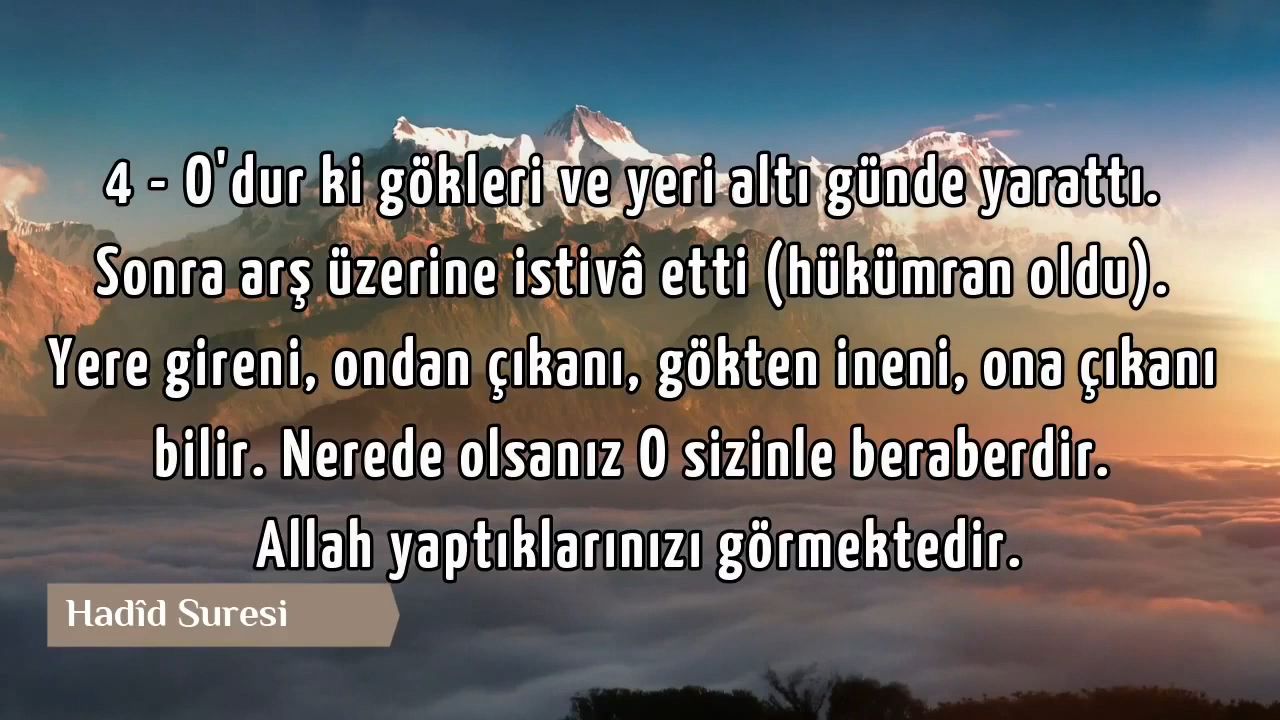 4 - O'dur ki gökleri ve yeri altı günde yarattı.
Sonra arş üzerine istivâ etti (hükümran oldu).
Yere gireni, ondan çıkanı, gökten ineni, ona çıkanı
bilir. Nerede olsanız O sizinle beraberdir.
Allah yaptıklarınızı görmektedir.
Hadîd Suresi